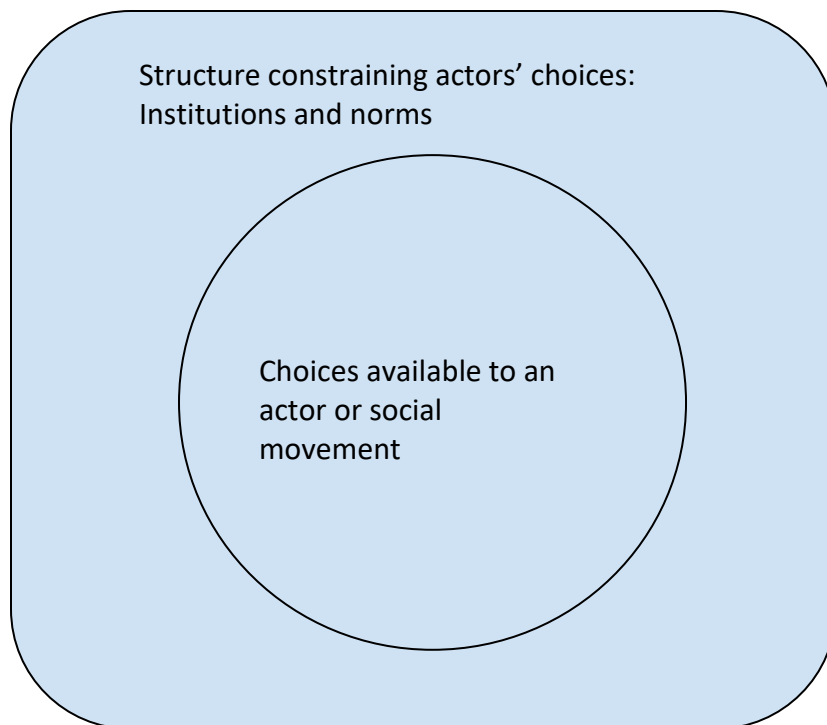 Structure constraining actors’ choices:
Institutions and norms
Choices available to an
actor or social
movement